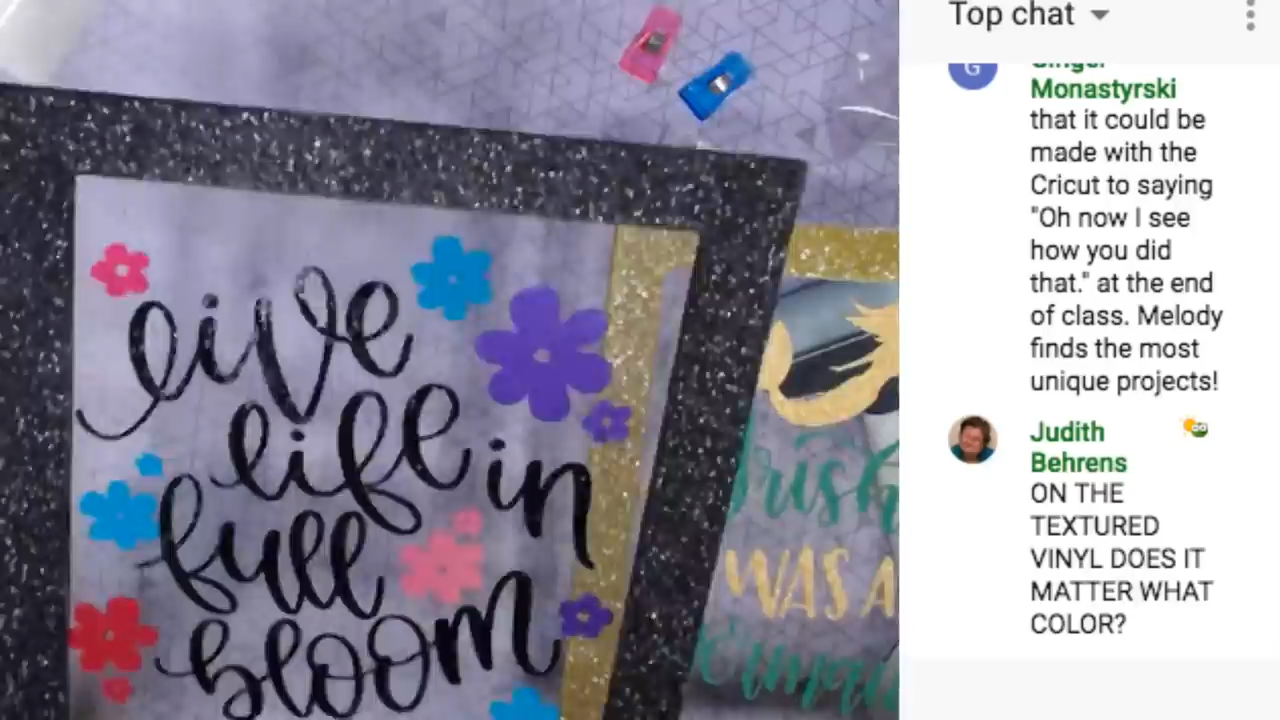 live
life in
full
bloom
WAS A
Top chat
G
Ginger
Monastyrski
that it could be
made with the
Cricut to saying
"Oh now I see
how you did
that." at the end
of class. Melody
finds the most
unique projects!
Judith
Behrens
ON THE
TEXTURED
VINYL DOES IT
MATTER WHAT
COLOR?